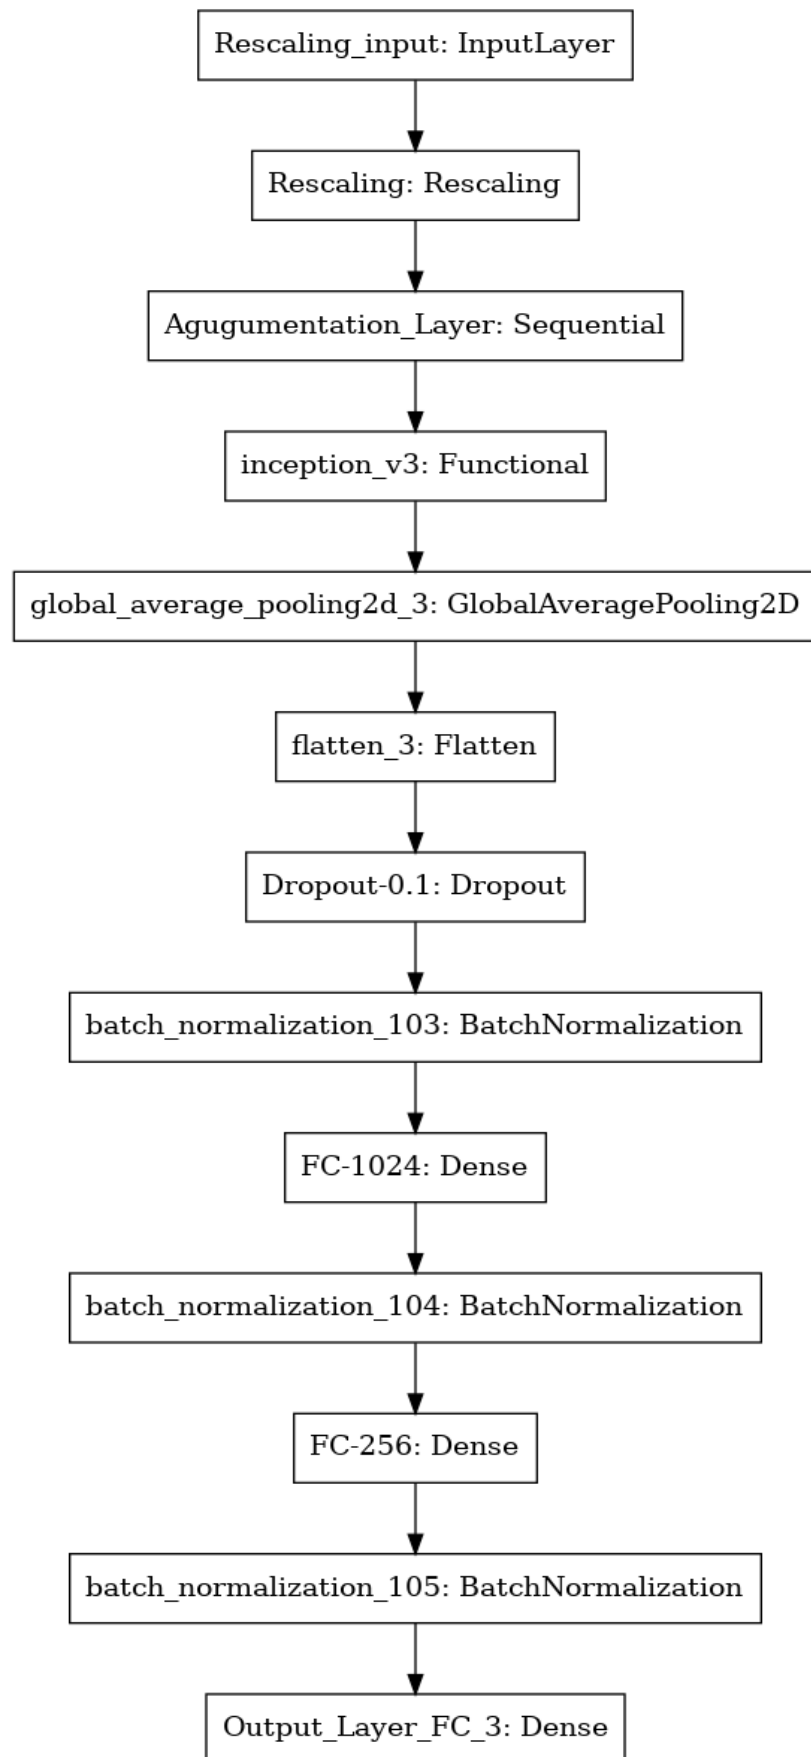 Rescaling_input: InputLayer
Rescaling: Rescaling
Agugumentation_Layer: Sequential
inception_v3: Functional
global_average_pooling2d_3: GlobalAveragePooling2D
flatten_3: Flatten
Dropout-0.1: Dropout
batch_normalization_103: BatchNormalization
FC-1024: Dense
batch_normalization_104: BatchNormalization
FC-256: Dense
batch_normalization_105: BatchNormalization
Output_Layer_FC_3: Dense